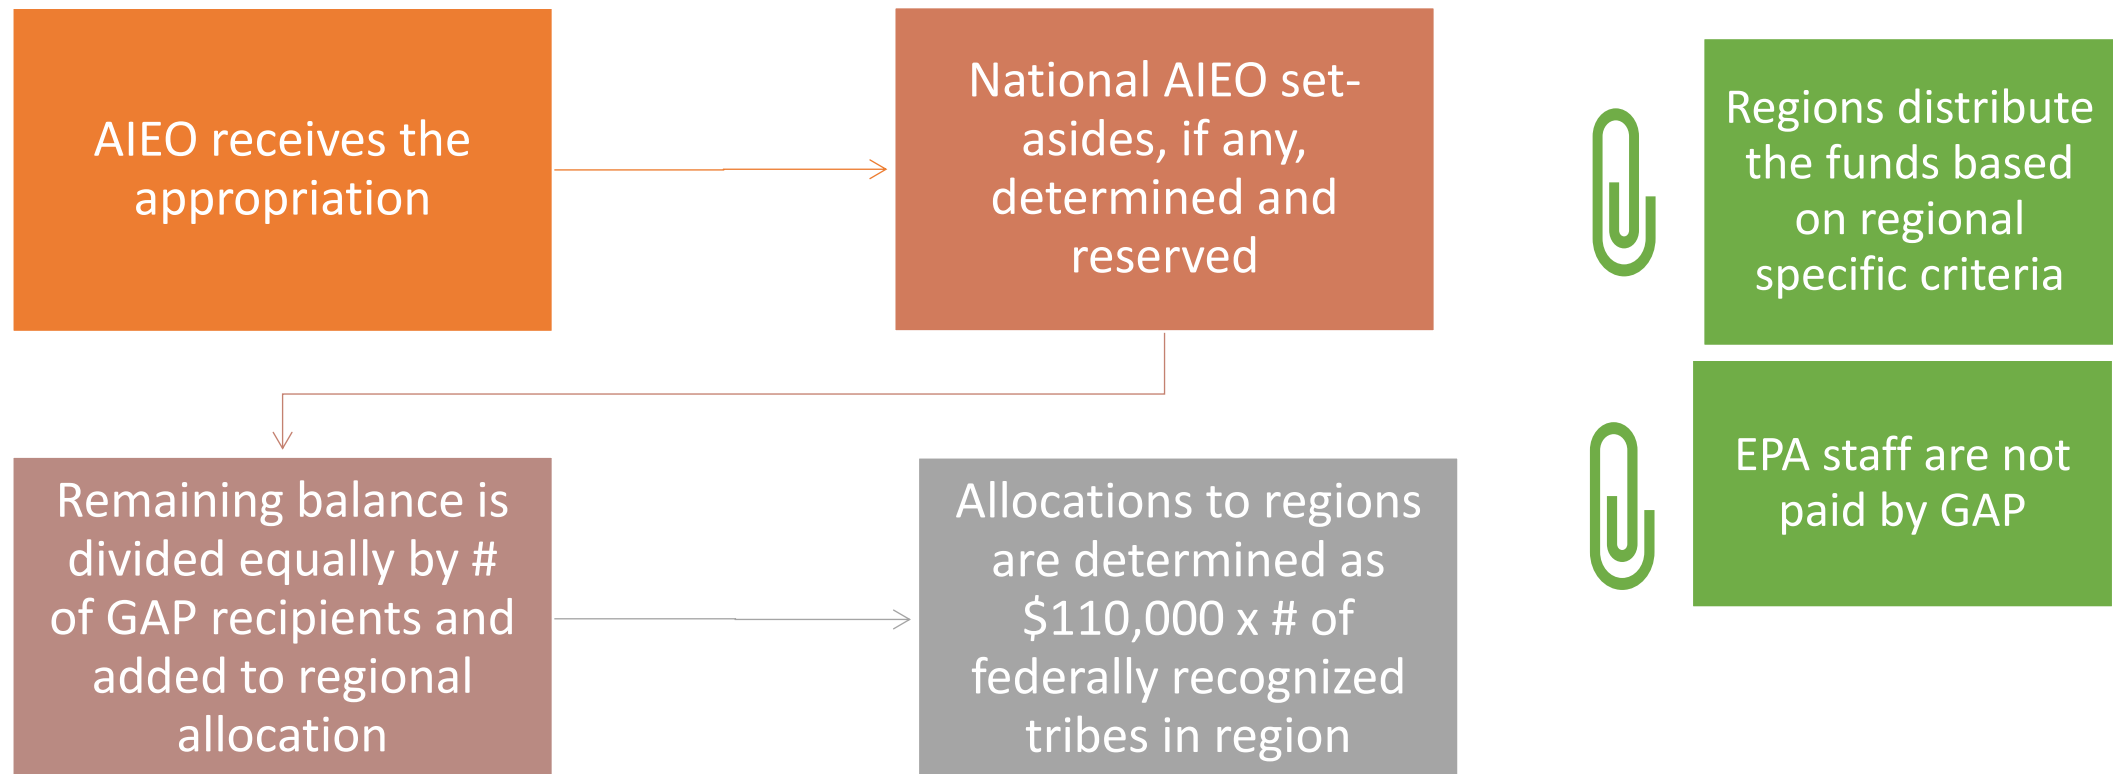 AIEO receives the
appropriation
National AIEO set-
asides, if any,
determined and
reserved
Remaining balance is
divided equally by #
of GAP recipients and
added to regional
allocation
Allocations to regions
are determined as
$110,000 x # of
federally recognized
tribes in region
Regions distribute
the funds based
on regional
specific criteria
EPA staff are not
paid by GAP